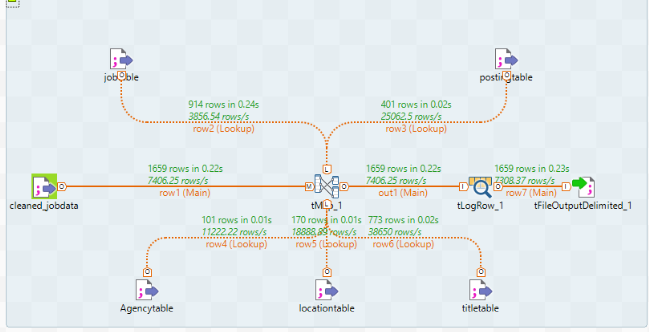 postingtable
914 rows in 0.24s
3856.54 rows/s
row2 (Lookup)
401 rows in 0.02s
25062.5 rows/s
row3 (Lookup)
1659 rows in 0.22s
7406.25 rows/s
row1 (Main)
1659 rows in 0.22s
7406.25 rows/s
out1 (Main)
1659 rows in 0.23s
7308.37 rows/s
row7 (Main)
cleaned_jobdata
tLogRow_1
tFileOutputDelimited_1
101 rows in 0.01s
11222.22 rows/s
row4 (Lookup)
170 rows in 0.01s
18888.89 rows/s
row5 (Lookup)
773 rows in 0.02s
38650 rows/s
row6 (Lookup)
Agencytable
locationtable
titletable